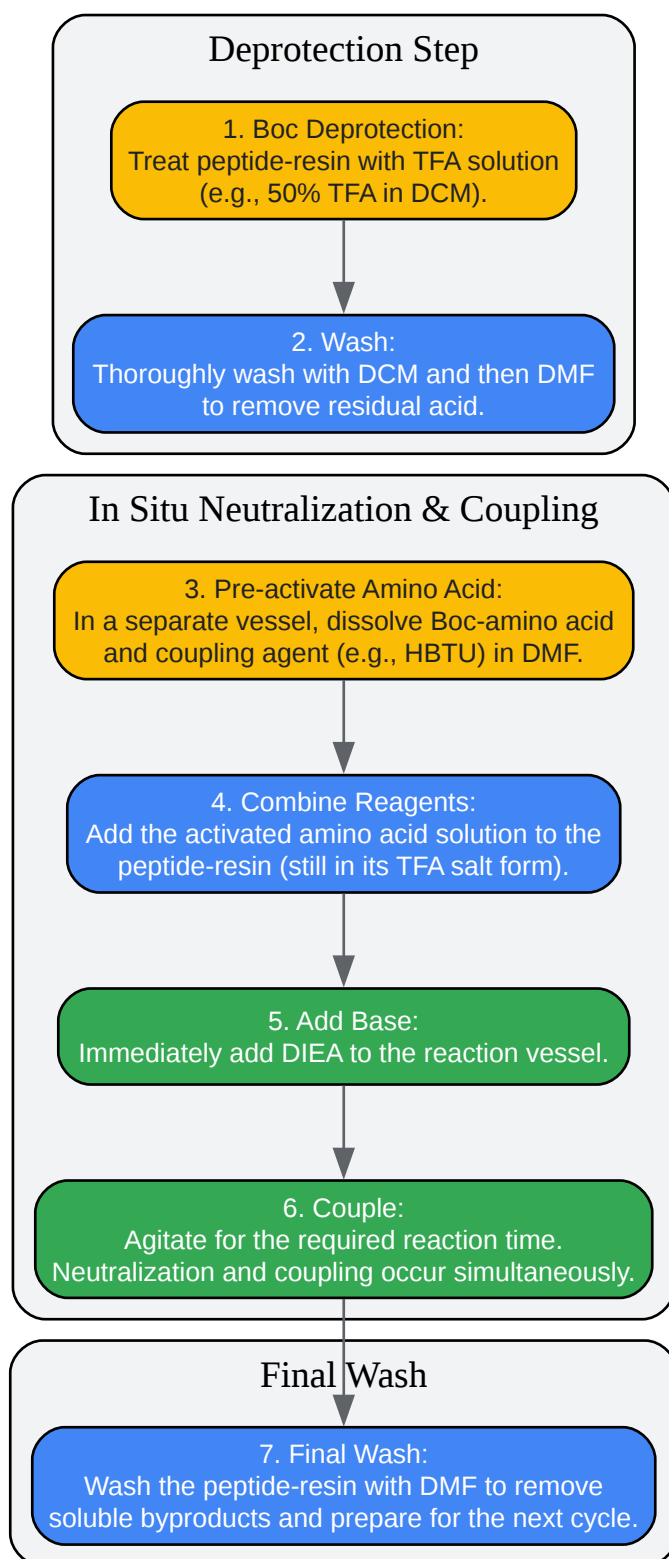 Deprotection Step
1. Boc Deprotection:
Treat peptide-resin with TFA solution
(e.g., 50% TFA in DCM).
2. Wash:
Thoroughly wash with DCM and then DMF
to remove residual acid.
In Situ Neutralization & Coupling
3. Pre-activate Amino Acid:
In a separate vessel, dissolve Boc-amino acid
and coupling agent (e.g., HBTU) in DMF.
4. Combine Reagents:
Add the activated amino acid solution to the
peptide-resin (still in its TFA salt form).
5. Add Base:
Immediately add DIEA to the reaction vessel.
6. Couple:
Agitate for the required reaction time.
Neutralization and coupling occur simultaneously.
Final Wash
7. Final Wash:
Wash the peptide-resin with DMF to remove
soluble byproducts and prepare for the next cycle.